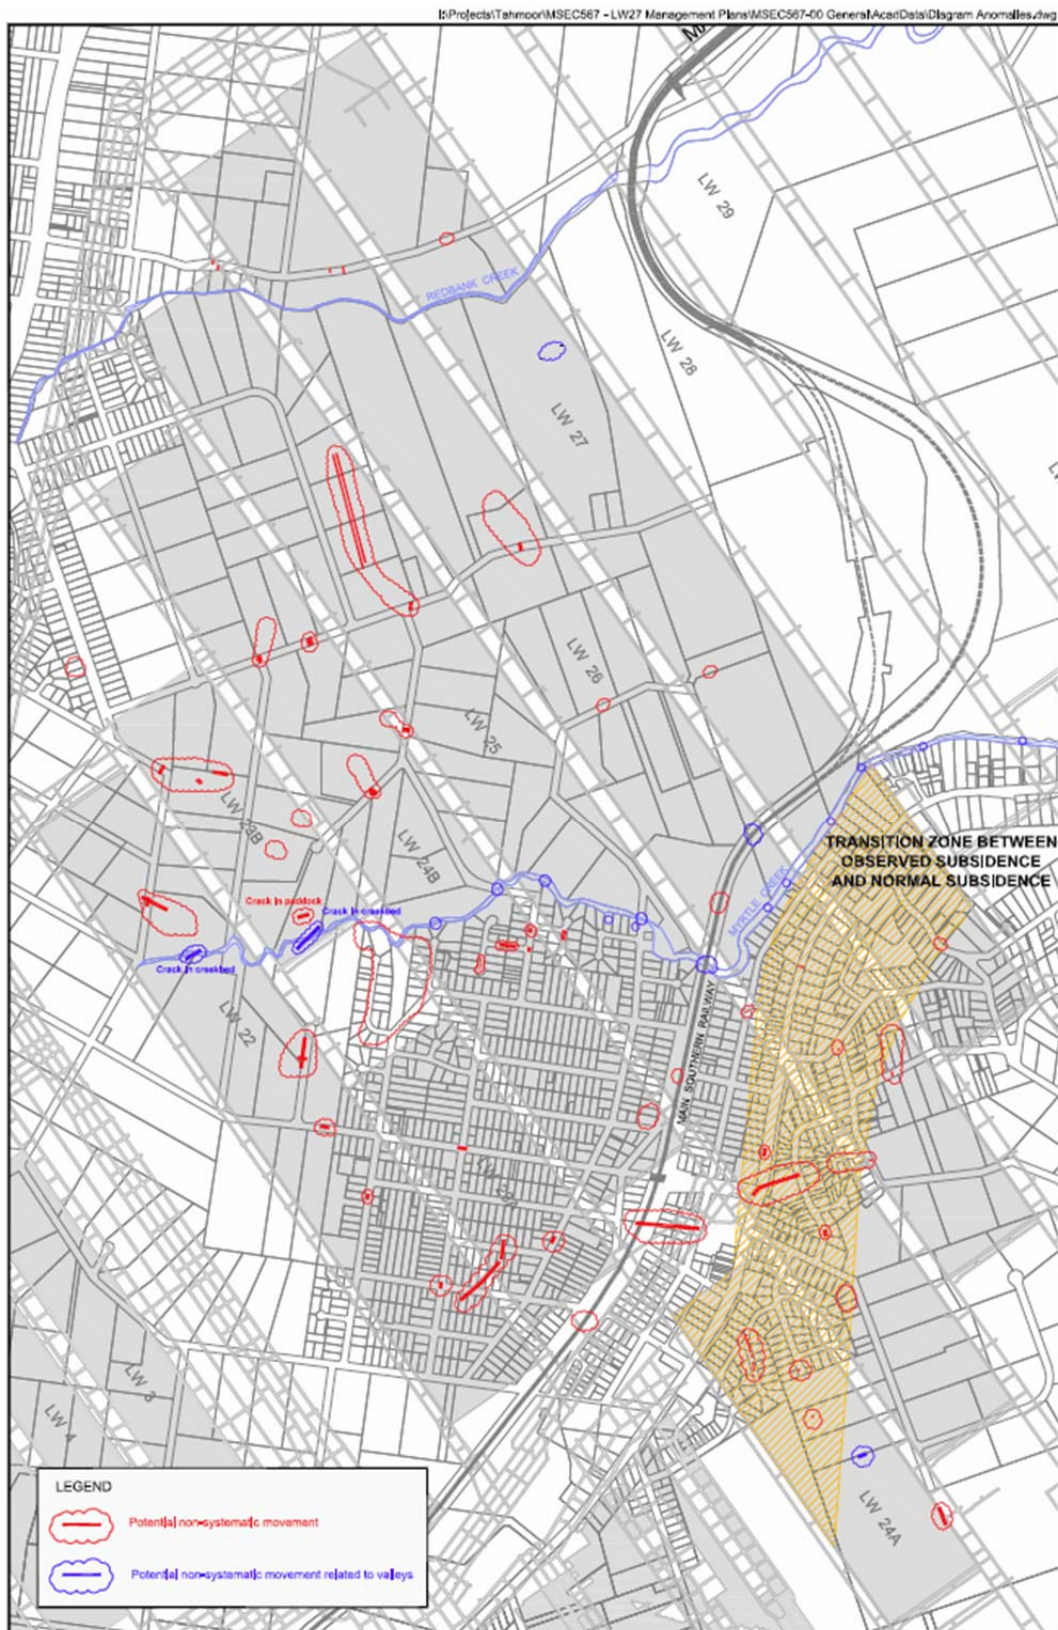 I:\Projects\Tahmoor\MSEC567 - LW27 Management Plans\MSEC567-00 General\AcadData\Diagram Anomalies.dwg
LW 29
REDBANK CREEK
LW 28
LW 27
LW 26
LW 25
LW 24B
TRANSITION ZONE BETWEEN
OBSERVED SUBSIDENCE
AND NORMAL SUBSIDENCE
MYRTLE CREEK
Crack in paddock
Crack in creekbed
Crack in creekbed
LW 22
MAIN SOUTHERN RAILWAY
LW 3
LW 4
LW 24A
LEGEND
Potential non-systematic movement
Potential non-systematic movement related to valleys